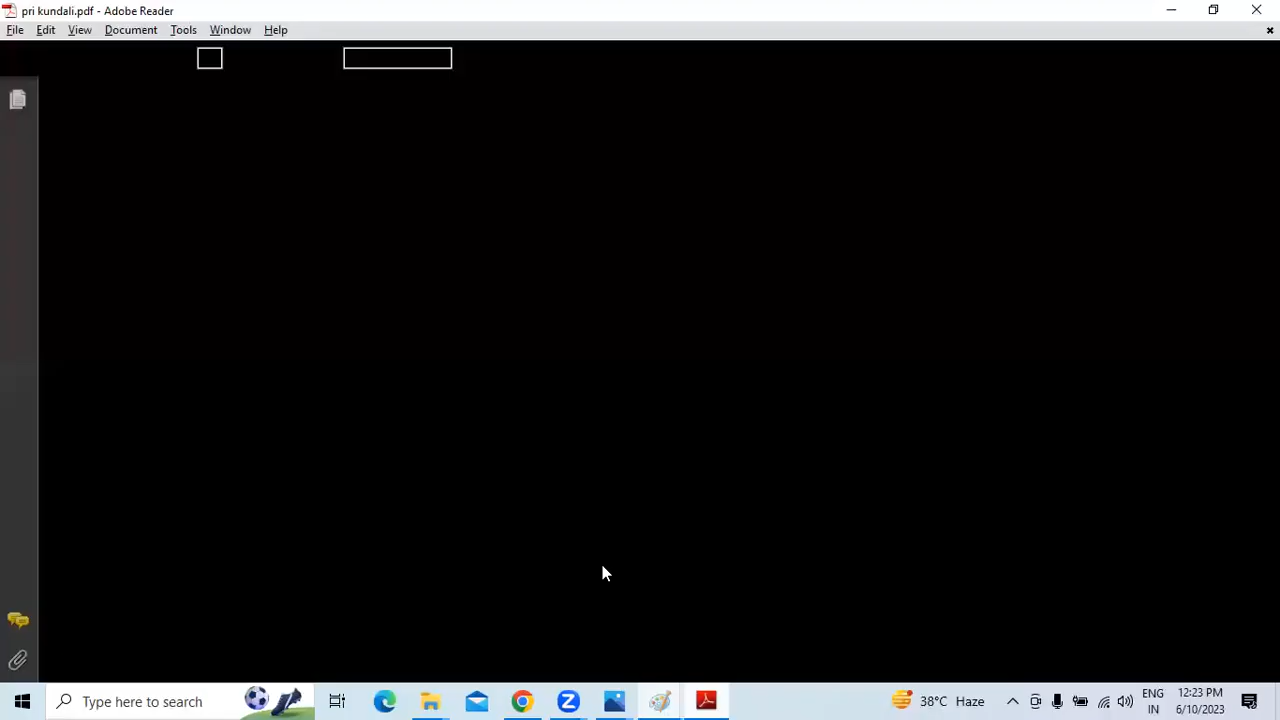 pri kundali.pdf - Adobe Reader
File Edit View Document Tools Window Help
Type here to search
38°C Haze
ENG
IN
12:23 PM
6/10/2023